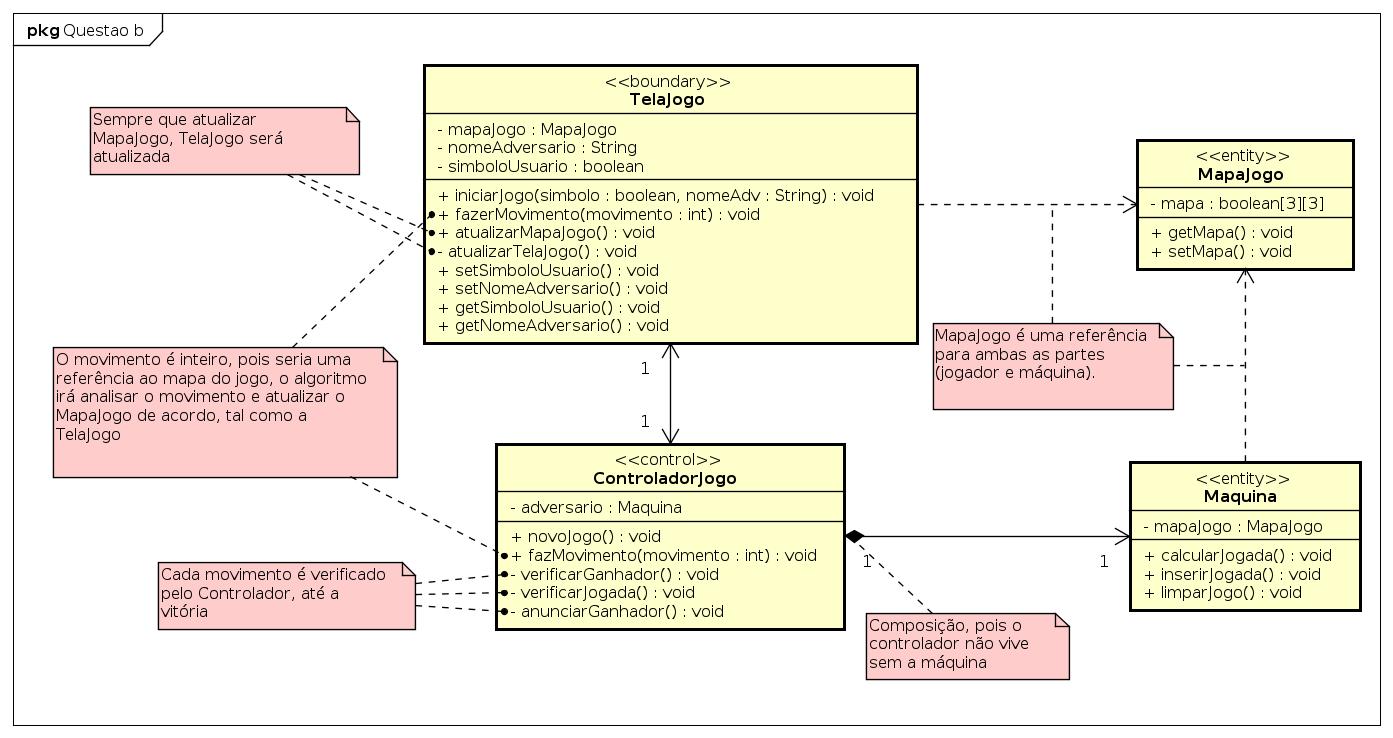 pkg Questao b
<<boundary>>
TelaJogo
- mapaJogo : MapaJogo
- nomeAdversario : String
- simboloUsuario : boolean
+ iniciarJogo(simbolo : boolean, nomeAdv : String) : void
+ fazerMovimento(movimento : int) : void
+ atualizarMapaJogo() : void
- atualizarTelaJogo() : void
+ setSimboloUsuario() : void
+ setNomeAdversario() : void
+ getSimboloUsuario() : void
+ getNomeAdversario() : void
Sempre que atualizar
MapaJogo, TelaJogo será
atualizada
<<entity>>
MapaJogo
- mapa : boolean[3][3]
+ getMapa() : void
+ setMapa() : void
MapaJogo é uma referência
para ambas as partes
(jogador e máquina).
O movimento é inteiro, pois seria uma
referência ao mapa do jogo, o algoritmo
irá analisar o movimento e atualizar o
MapaJogo de acordo, tal como a
TelaJogo
1
1
<<control>>
ControladorJogo
- adversario : Maquina
+ novoJogo() : void
+ fazMovimento(movimento : int) : void
- verificarGanhador() : void
- verificarJogada() : void
- anunciarGanhador() : void
1
1
<<entity>>
Maquina
- mapaJogo : MapaJogo
+ calcularJogada() : void
+ inserirJogada() : void
+ limparJogo() : void
Cada movimento é verificado
pelo Controlador, até a
vitória
Composição, pois o
controlador não vive
sem a máquina